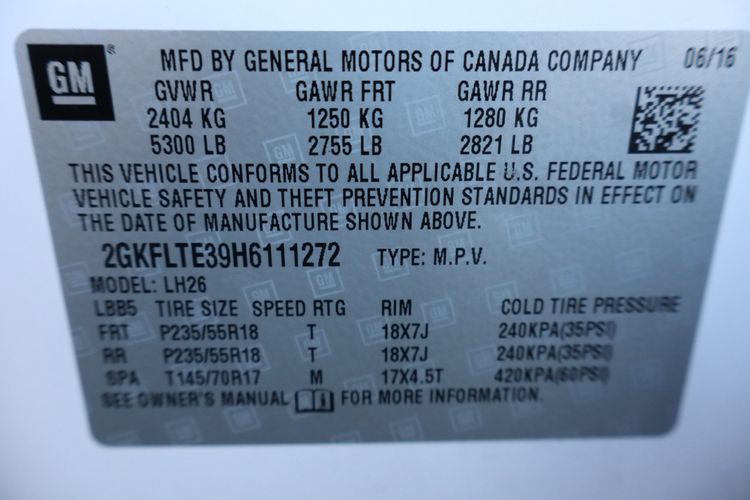 GM ® MFD BY GENERAL MOTORS OF CANADA COMPANY 06/16
GVWR GAWR FRT GAWR RR
2404 KG 1250 KG 1280 KG
5300 LB 2755 LB 2821 LB
THIS VEHICLE CONFORMS TO ALL APPLICABLE U.S. FEDERAL MOTOR
VEHICLE SAFETY AND THEFT PREVENTION STANDARDS IN EFFECT ON
THE DATE OF MANUFACTURE SHOWN ABOVE.
2GKFLTE39H6111272 TYPE: M.P.V.
MODEL: LH26
LBB5 TIRE SIZE SPEED RTG RIM COLD TIRE PRESSURE
FRT P235/55R18 T 18X7J 240KPA(35PSI)
RR P235/55R18 T 18X7J 240KPA(35PSI)
SPA T145/70R17 M 17X4.5T 420KPA(60PSI)
SEE OWNER'S MANUAL FOR MORE INFORMATION.